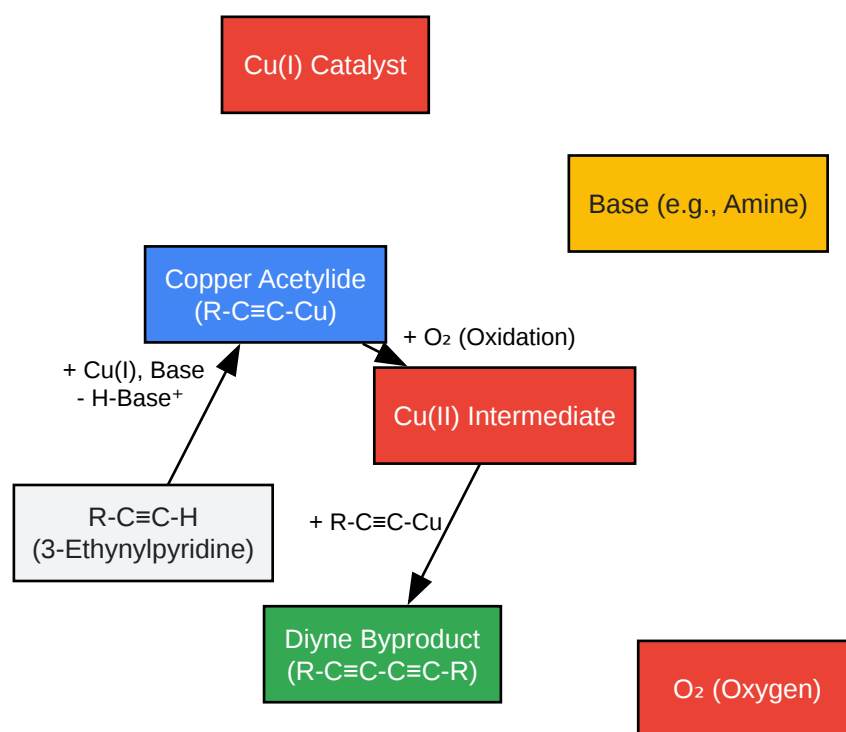 Cu(I) Catalyst
Base (e.g., Amine)
Copper Acetylide
(R-C≡C-Cu)
+ O₂ (Oxidation)
+ Cu(I), Base
- H-Base⁺
Cu(II) Intermediate
R-C≡C-H
(3-Ethynylpyridine)
+ R-C≡C-Cu
Diyne Byproduct
(R-C≡C-C≡C-R)
O₂ (Oxygen)